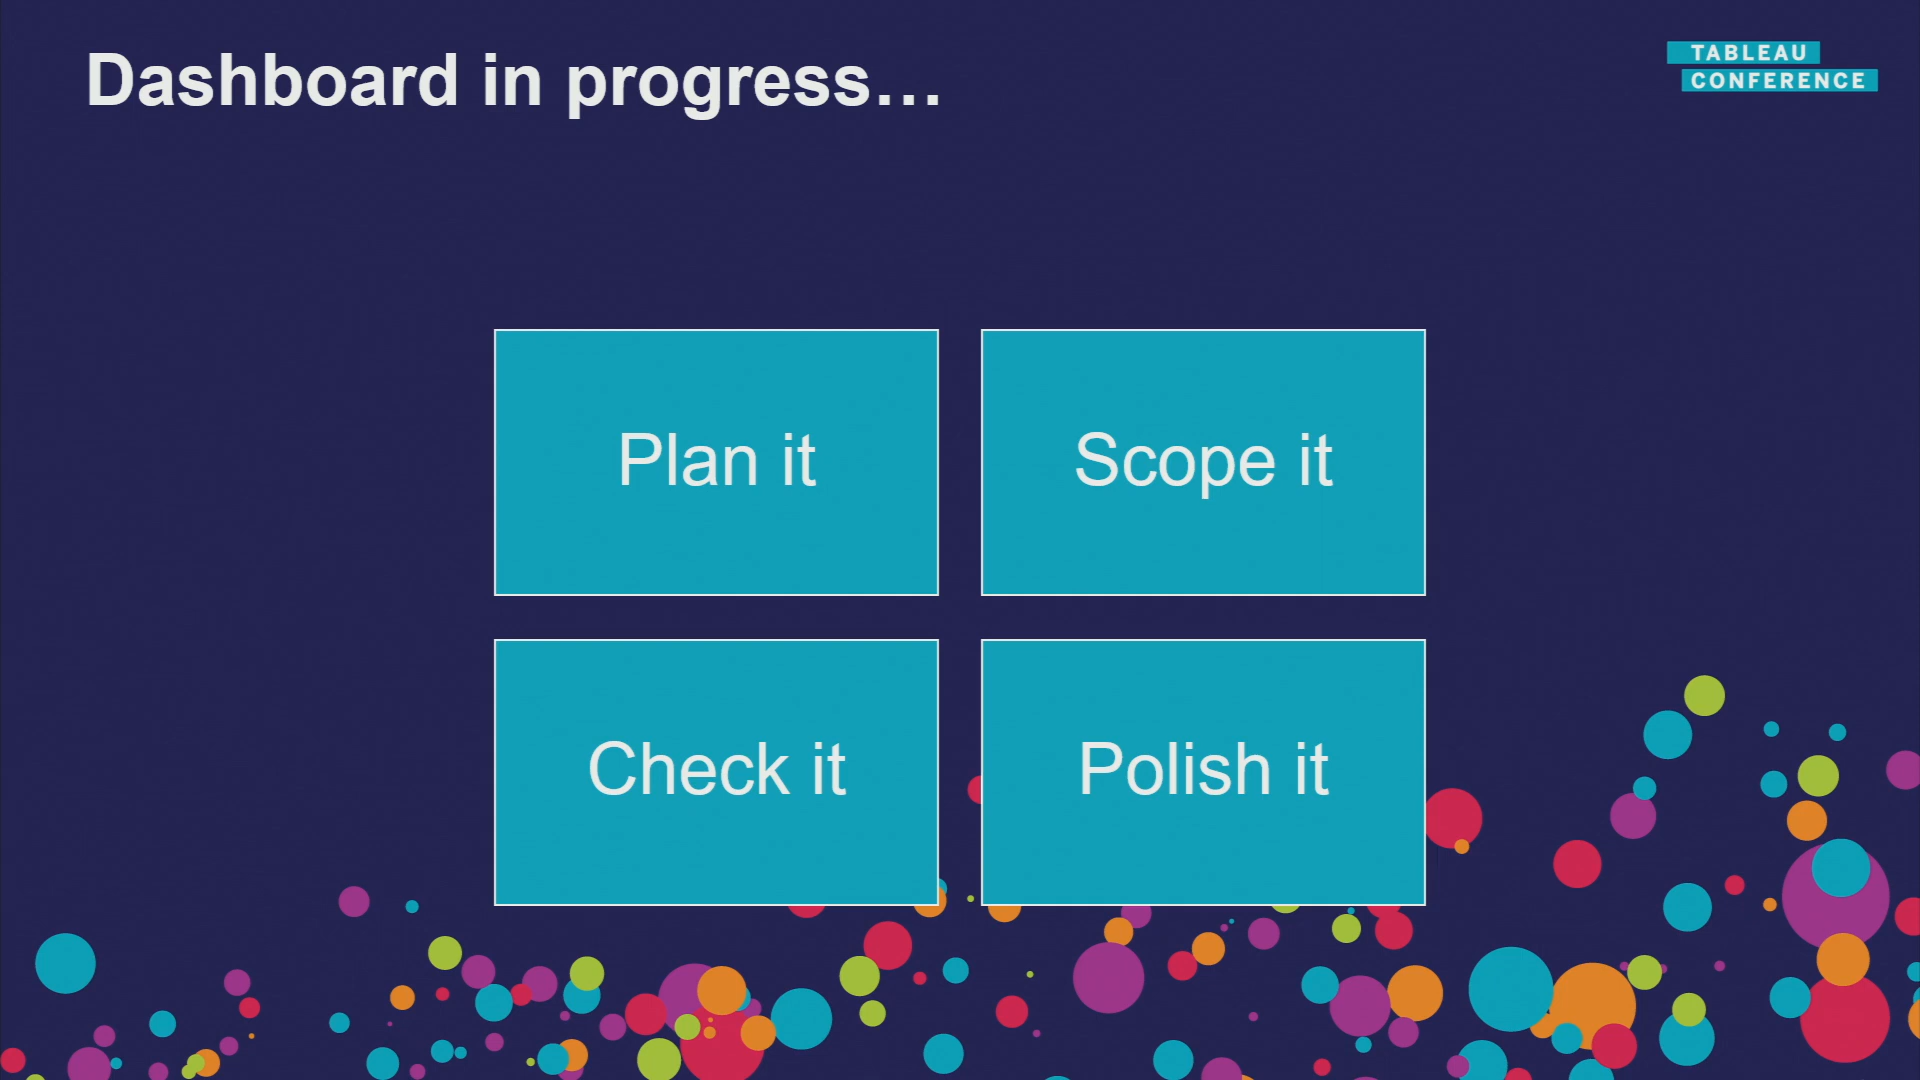 Dashboard in progress…
TABLEAU
CONFERENCE
Plan it
Scope it
Check it
Polish it